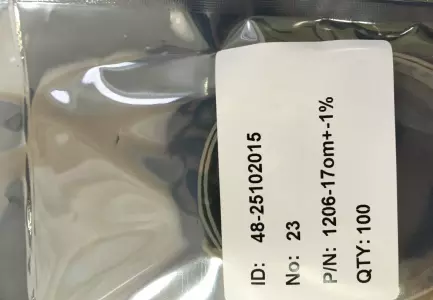 ID: 48-25102015
No: 23
P/N: 1206-17om+-1%
QTY: 100